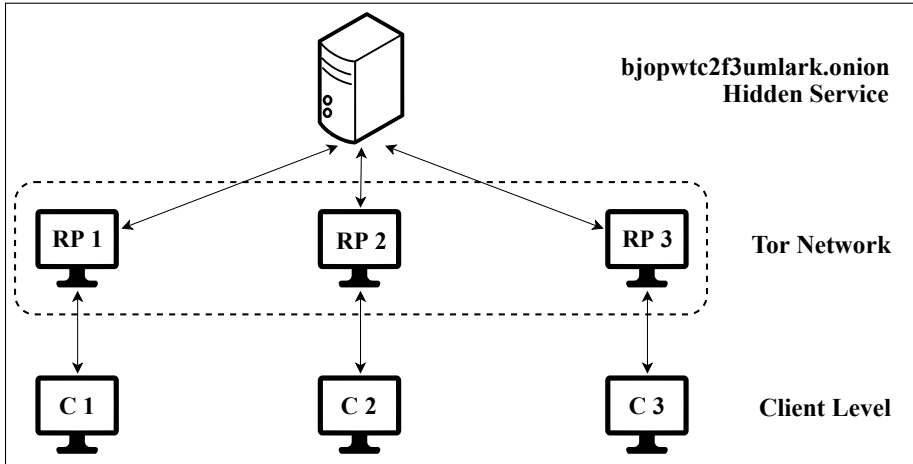 bjopwtc2f3umlark.onion
Hidden Service
RP 1
RP 2
RP 3
Tor Network
C 1
C 2
C 3
Client Level